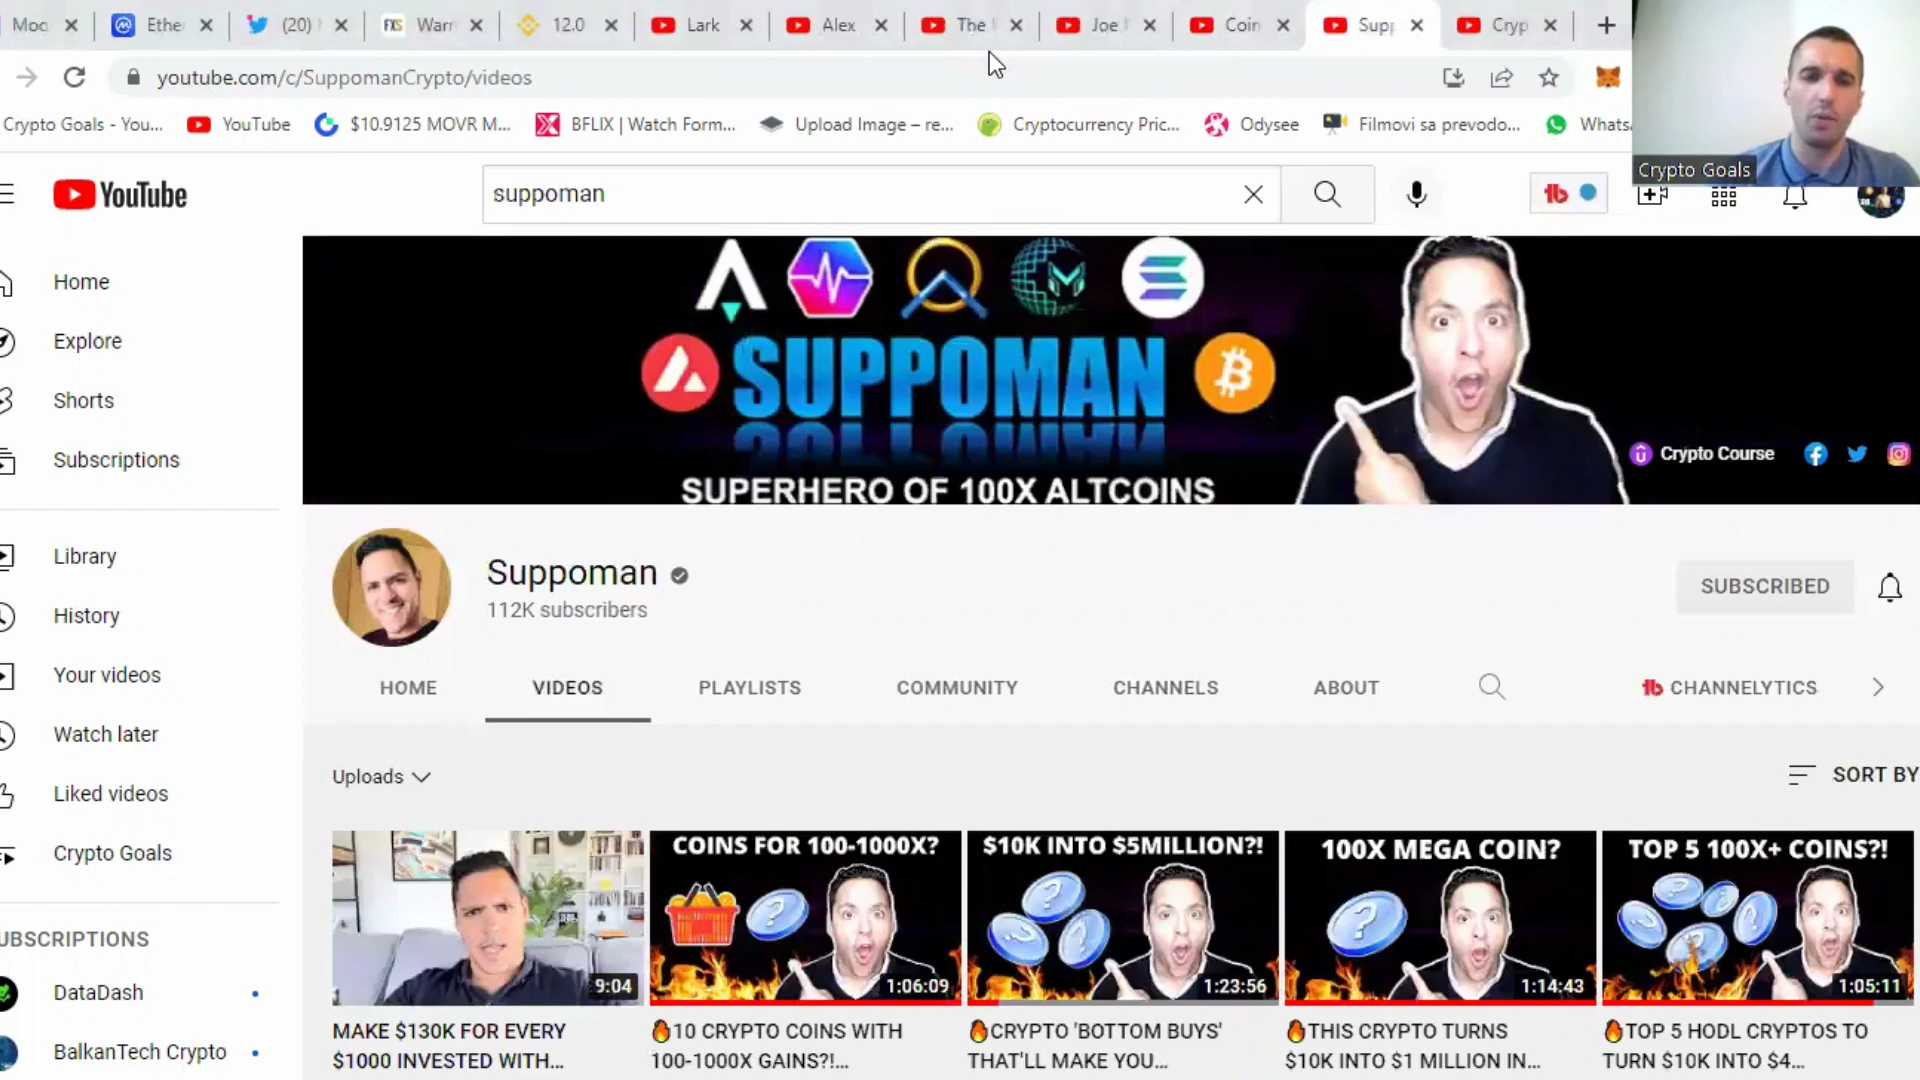 Moo
Ethe
(20)
FXS Warr
12.0
Lark
Alex
The
Joe
Coin
Supp
Cryp
youtube.com/c/SuppomanCrypto/videos
Crypto Goals - You...
YouTube
$10.9125 MOVR M...
BFLIX | Watch Form...
Upload Image – re...
Cryptocurrency Pric...
Odysee
Filmovi sa prevodo...
Whats
Crypto Goals
YouTube
suppoman
Home
Explore
Shorts
Subscriptions
Library
History
Your videos
Watch later
Liked videos
Crypto Goals
UBSCRIPTIONS
DataDash
BalkanTech Crypto
SUPPOMAN
SUPERHERO OF 100X ALTCOINS
Crypto Course
Suppoman
112K subscribers
SUBSCRIBED
HOME
VIDEOS
PLAYLISTS
COMMUNITY
CHANNELS
ABOUT
CHANNELYTICS
Uploads
SORT BY
9:04
MAKE $130K FOR EVERY
$1000 INVESTED WITH...
COINS FOR 100-1000X?
1:06:09
🔥10 CRYPTO COINS WITH
100-1000X GAINS?!...
$10K INTO $5MILLION?!
1:23:56
🔥CRYPTO 'BOTTOM BUYS'
THAT'LL MAKE YOU...
100X MEGA COIN?
1:14:43
🔥THIS CRYPTO TURNS
$10K INTO $1 MILLION IN...
TOP 5 100X+ COINS?!
1:05:11
🔥TOP 5 HODL CRYPTOS TO
TURN $10K INTO $4...